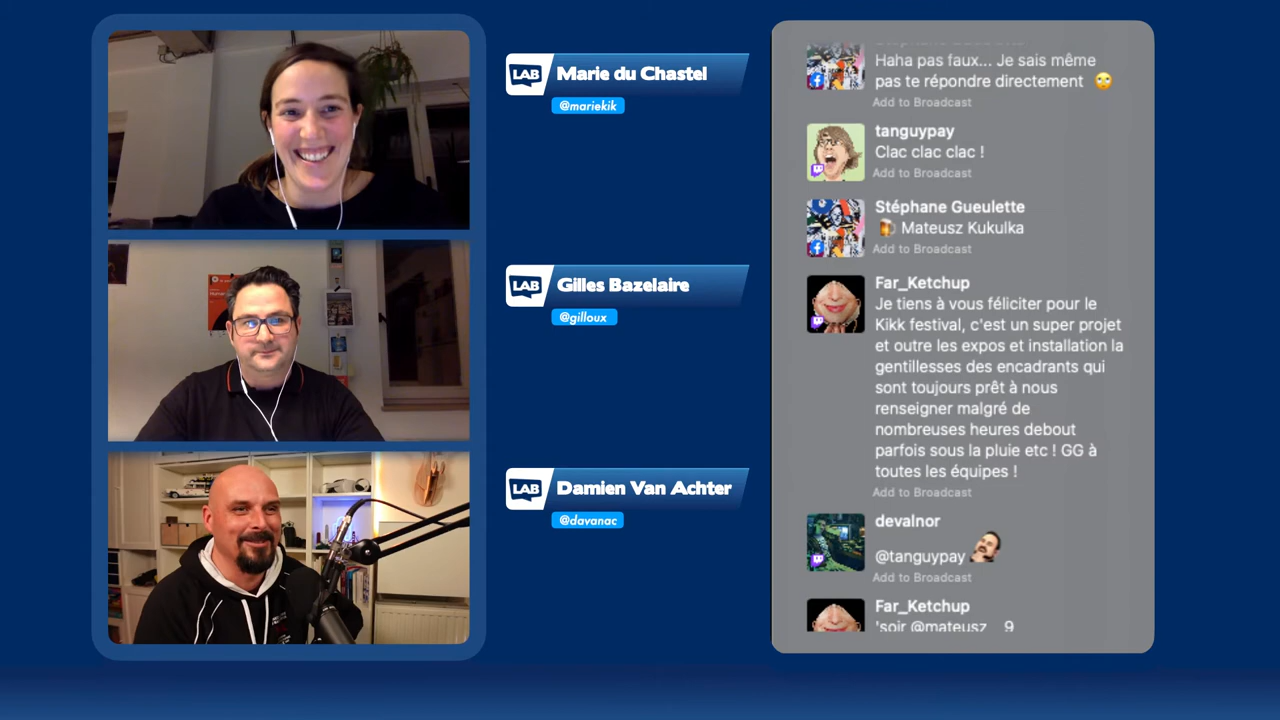 LAB
Marie du Chastel
@mariekik
LAB
Gilles Bazelaire
@gilloux
LAB
Damien Van Achter
@davanac
Haha pas faux... Je sais même
pas te répondre directement 🙄
Add to Broadcast
tanguypay
Clac clac clac !
Add to Broadcast
Stéphane Gueulette
🍺 Mateusz Kukulka
Add to Broadcast
Far_Ketchup
Je tiens à vous féliciter pour le
Kikk festival, c'est un super projet
et outre les expos et installation la
gentillesses des encadrants qui
sont toujours prêt à nous
renseigner malgré de
nombreuses heures debout
parfois sous la pluie etc ! GG à
toutes les équipes !
Add to Broadcast
devalnor
@tanguypay
Add to Broadcast
Far_Ketchup
'soir @mateusz